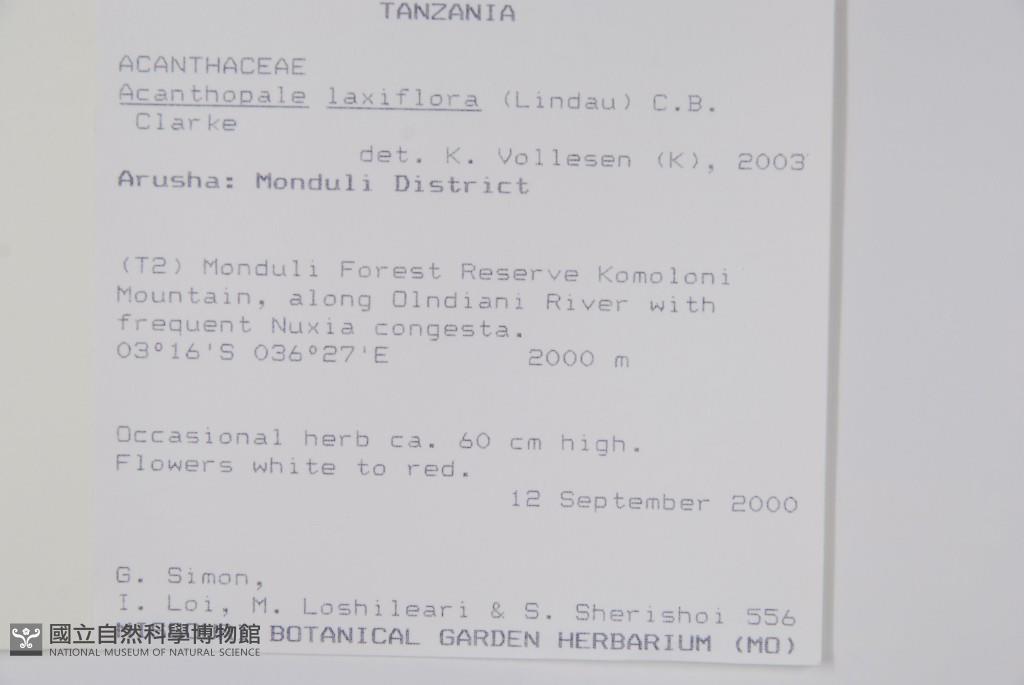 TANZANIA
ACANTHACEAE
Acanthopale laxiflora (Lindau) C.B.
Clarke
det. K. Vollesen (K), 2003
Arusha: Monduli District
(T2) Monduli Forest Reserve Komoloni
Mountain, along Olndiani River with
frequent Nuxia congesta.
03°16'S 036°27'E 2000 m
Occasional herb ca. 60 cm high.
Flowers white to red.
12 September 2000
G. Simon,
I. Loi, M. Loshileari & S. Sherishoi 556
BOTANICAL GARDEN HERBARIUM (MO)
國立自然科學博物館
NATIONAL MUSEUM OF NATURAL SCIENCE